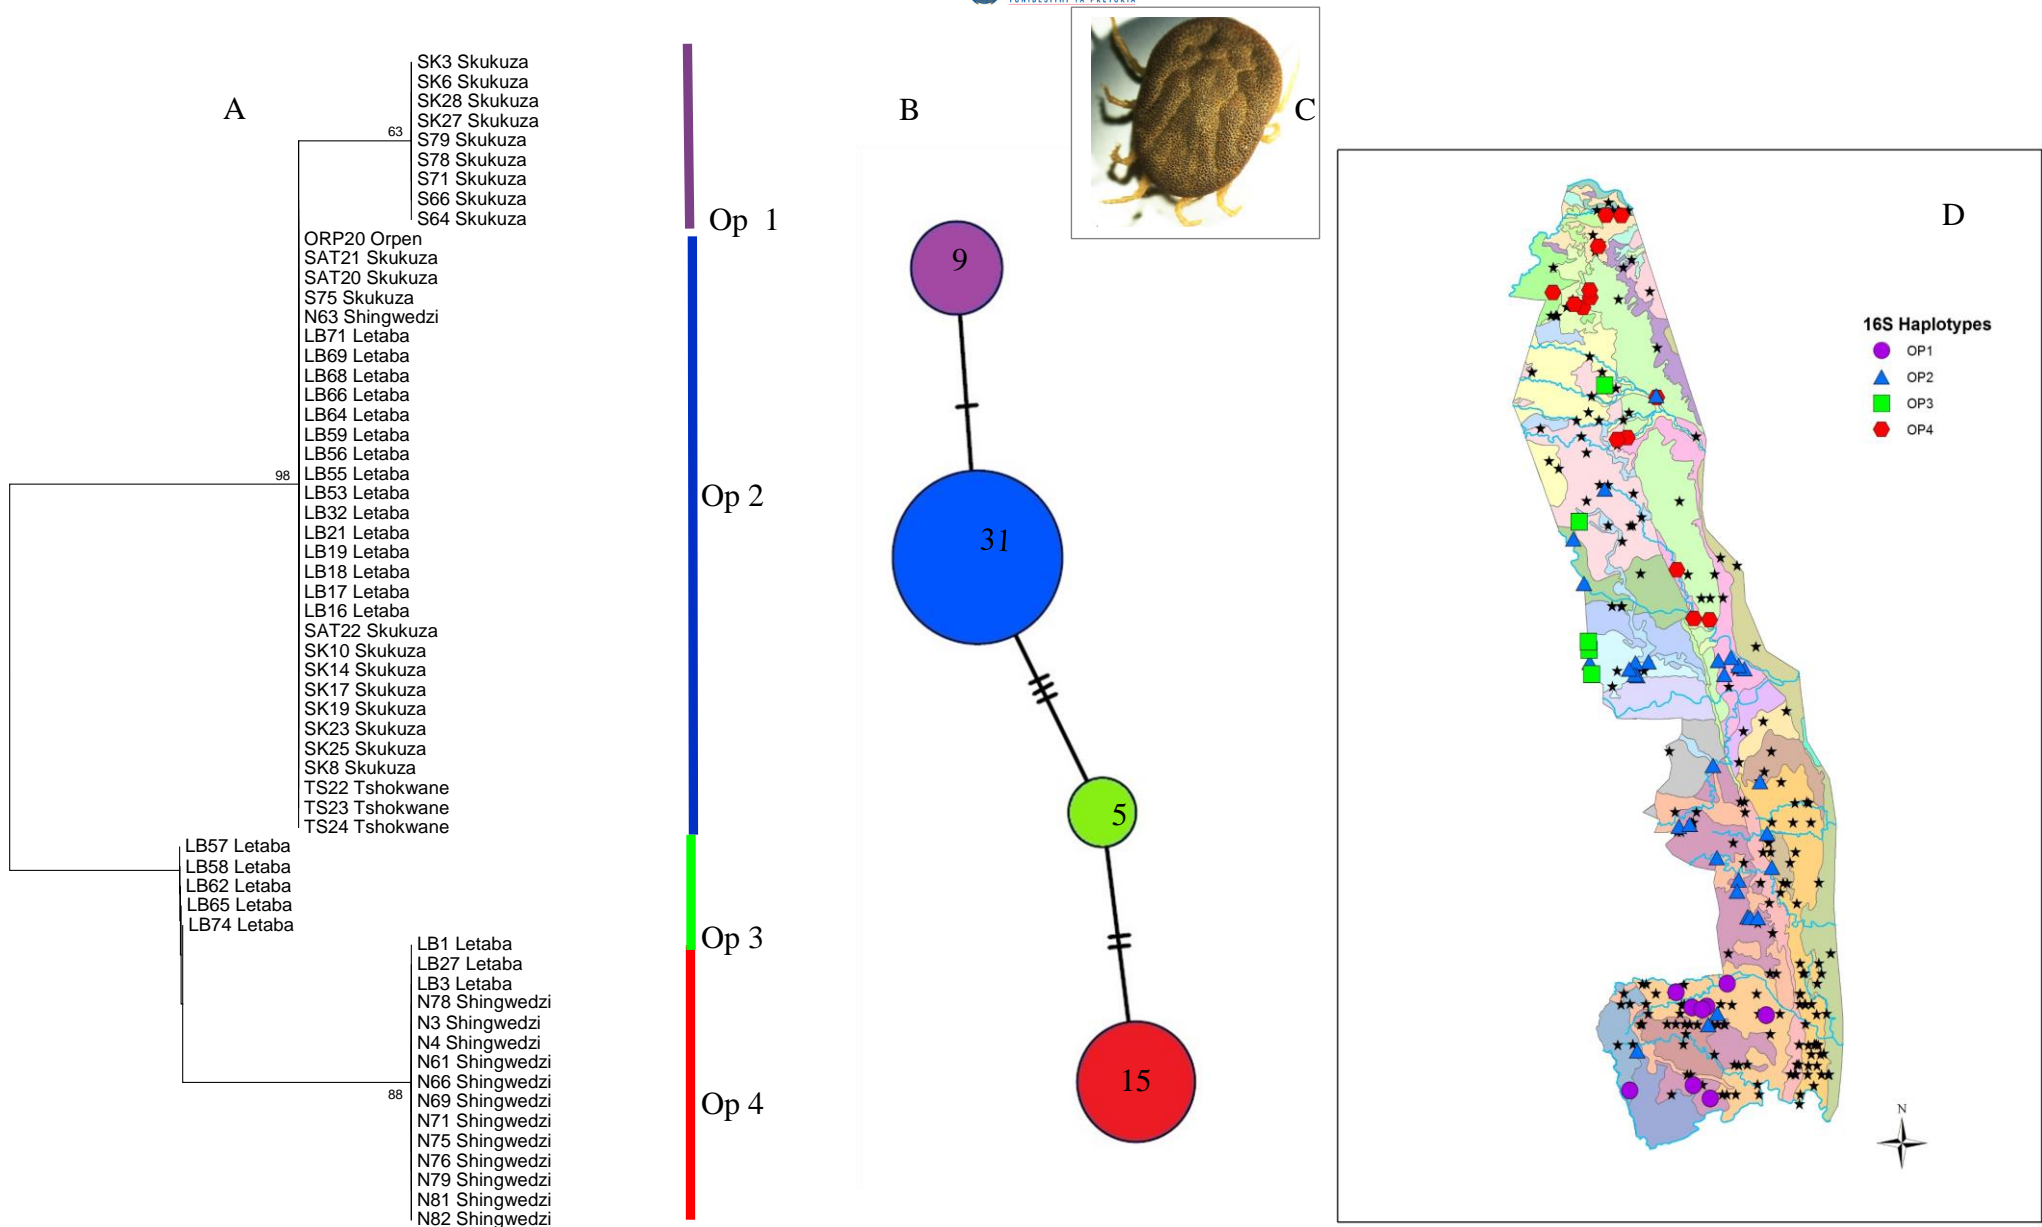 A
SK3 Skukuza
SK6 Skukuza
SK28 Skukuza
SK27 Skukuza
S79 Skukuza
S78 Skukuza
S71 Skukuza
S66 Skukuza
S64 Skukuza
ORP20 Orpen
SAT21 Skukuza
SAT20 Skukuza
S75 Skukuza
N63 Shingwedzi
LB71 Letaba
LB69 Letaba
LB68 Letaba
LB66 Letaba
LB64 Letaba
LB59 Letaba
LB56 Letaba
LB55 Letaba
LB53 Letaba
LB32 Letaba
LB21 Letaba
LB19 Letaba
LB18 Letaba
LB17 Letaba
LB16 Letaba
SAT22 Skukuza
SK10 Skukuza
SK14 Skukuza
SK17 Skukuza
SK19 Skukuza
SK23 Skukuza
SK25 Skukuza
SK8 Skukuza
TS22 Tshokwane
TS23 Tshokwane
TS24 Tshokwane
LB57 Letaba
LB58 Letaba
LB62 Letaba
LB65 Letaba
LB74 Letaba
LB1 Letaba
LB27 Letaba
LB3 Letaba
N78 Shingwedzi
N3 Shingwedzi
N4 Shingwedzi
N61 Shingwedzi
N66 Shingwedzi
N69 Shingwedzi
N71 Shingwedzi
N75 Shingwedzi
N76 Shingwedzi
N79 Shingwedzi
N81 Shingwedzi
N82 Shingwedzi
63
98
88
Op 1
Op 2
Op 3
Op 4
B
9
31
5
15
C
D
16S Haplotypes
OP1
OP2
OP3
OP4
N